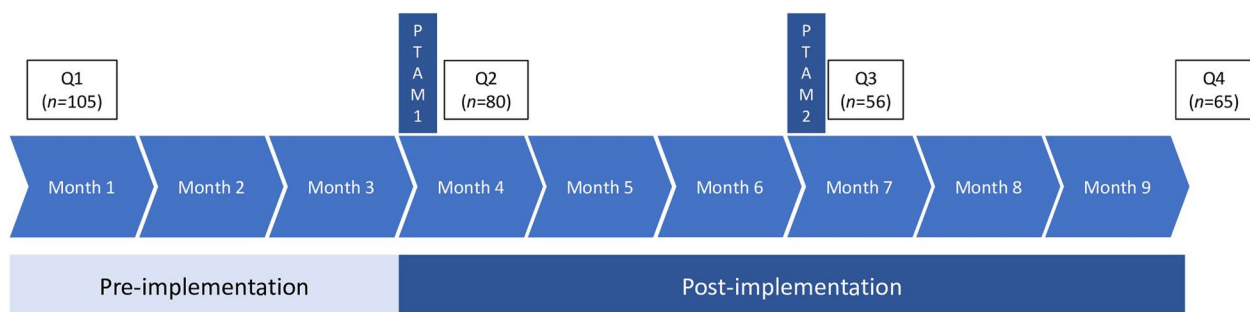 Q1
(n=105)
P
T
A
M
1
Q2
(n=80)
P
T
A
M
2
Q3
(n=56)
Q4
(n=65)
Month 1
Month 2
Month 3
Month 4
Month 5
Month 6
Month 7
Month 8
Month 9
Pre-implementation
Post-implementation